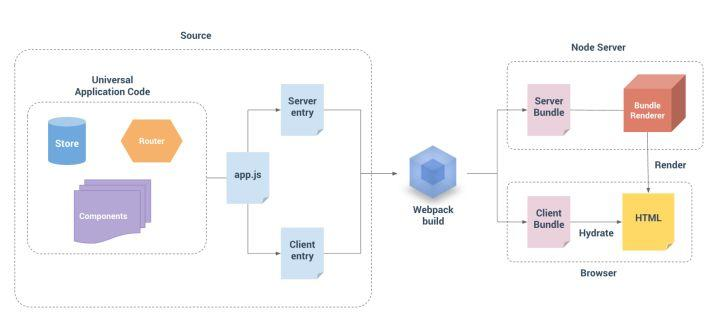 Source
Universal
Application Code
Store
Router
Components
app.js
Server
entry
Client
entry
Webpack
build
Node Server
Server
Bundle
Bundle
Renderer
Render
Client
Bundle
Hydrate
HTML
Browser